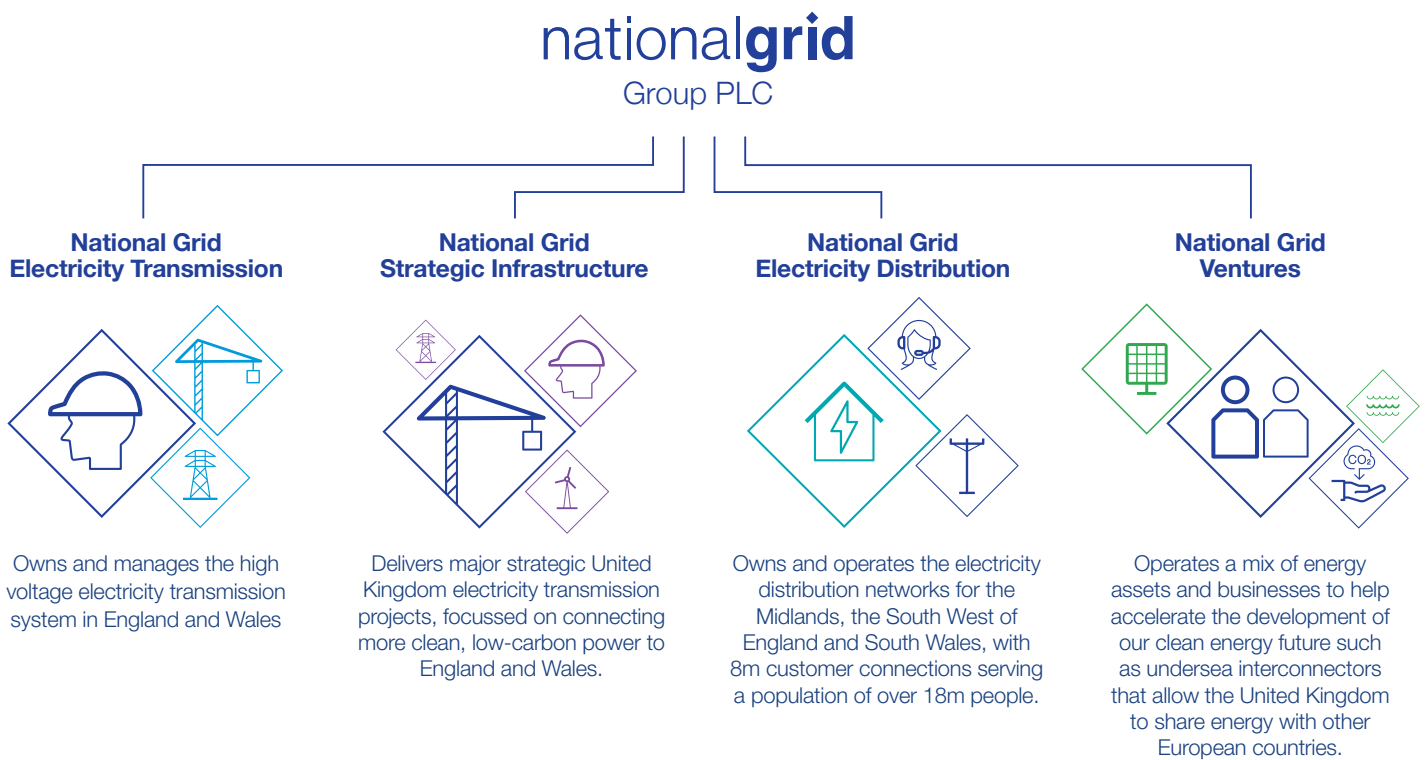 nationalgrid
Group PLC
National Grid
Electricity Transmission
Owns and manages the high
voltage electricity transmission
system in England and Wales
National Grid
Strategic Infrastructure
Delivers major strategic United
Kingdom electricity transmission
projects, focussed on connecting
more clean, low-carbon power to
England and Wales.
National Grid
Electricity Distribution
Owns and operates the electricity
distribution networks for the
Midlands, the South West of
England and South Wales, with
8m customer connections serving
a population of over 18m people.
National Grid
Ventures
CO₂
Operates a mix of energy
assets and businesses to help
accelerate the development of
our clean energy future such
as undersea interconnectors
that allow the United Kingdom
to share energy with other
European countries.